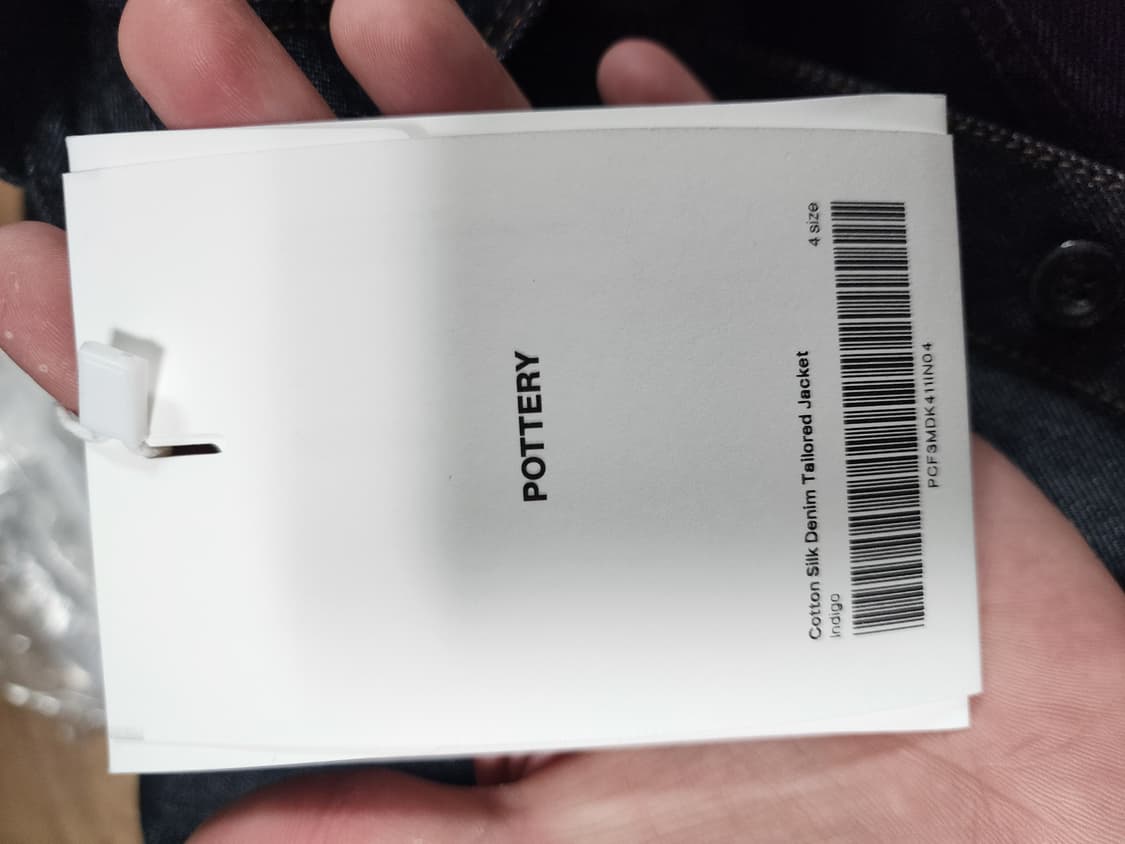 POTTERY
Cotton Silk Denim Tailored Jacket
Indigo
4 size
PCF3MDK411IN04